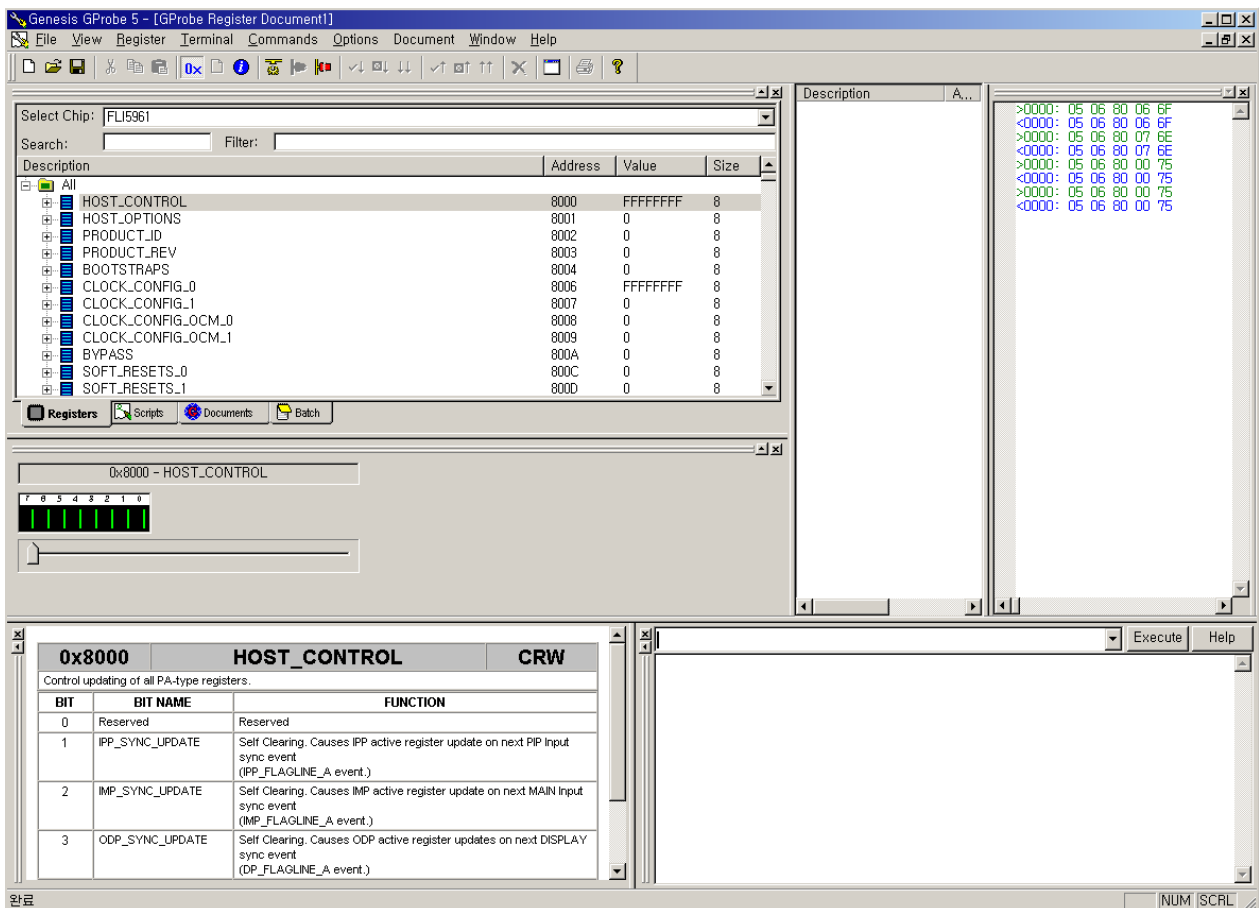 Genesis GProbe 5 - [GProbe Register Document1]
File View Register Terminal Commands Options Document Window Help
0x
Select Chip: FLI5961
Search: Filter:
Description Address Value Size
All
HOST_CONTROL 8000 FFFFFFFF 8
HOST_OPTIONS 8001 0 8
PRODUCT_ID 8002 0 8
PRODUCT_REV 8003 0 8
BOOTSTRAPS 8004 0 8
CLOCK_CONFIG_0 8006 FFFFFFFF 8
CLOCK_CONFIG_1 8007 0 8
CLOCK_CONFIG_OCM_0 8008 0 8
CLOCK_CONFIG_OCM_1 8009 0 8
BYPASS 800A 0 8
SOFT_RESETS_0 800C 0 8
SOFT_RESETS_1 800D 0 8
Registers Scripts Documents Batch
Description A...
>0000: 05 06 80 06 6F
<0000: 05 06 80 06 6F
>0000: 05 06 80 07 6E
<0000: 05 06 80 07 6E
>0000: 05 06 80 00 75
<0000: 05 06 80 00 75
>0000: 05 06 80 00 75
<0000: 05 06 80 00 75
0x8000 - HOST_CONTROL
7 6 5 4 3 2 1 0
0x8000 HOST_CONTROL CRW
Control updating of all PA-type registers.
BIT BIT NAME FUNCTION
0 Reserved Reserved
1 IPP_SYNC_UPDATE Self Clearing. Causes IPP active register update on next PIP Input
sync event
(IPP_FLAGLINE_A event.)
2 IMP_SYNC_UPDATE Self Clearing. Causes IMP active register update on next MAIN Input
sync event
(IMP_FLAGLINE_A event.)
3 ODP_SYNC_UPDATE Self Clearing. Causes ODP active register updates on next DISPLAY
sync event
(DP_FLAGLINE_A event.)
Execute Help
완료 NUM SCRL